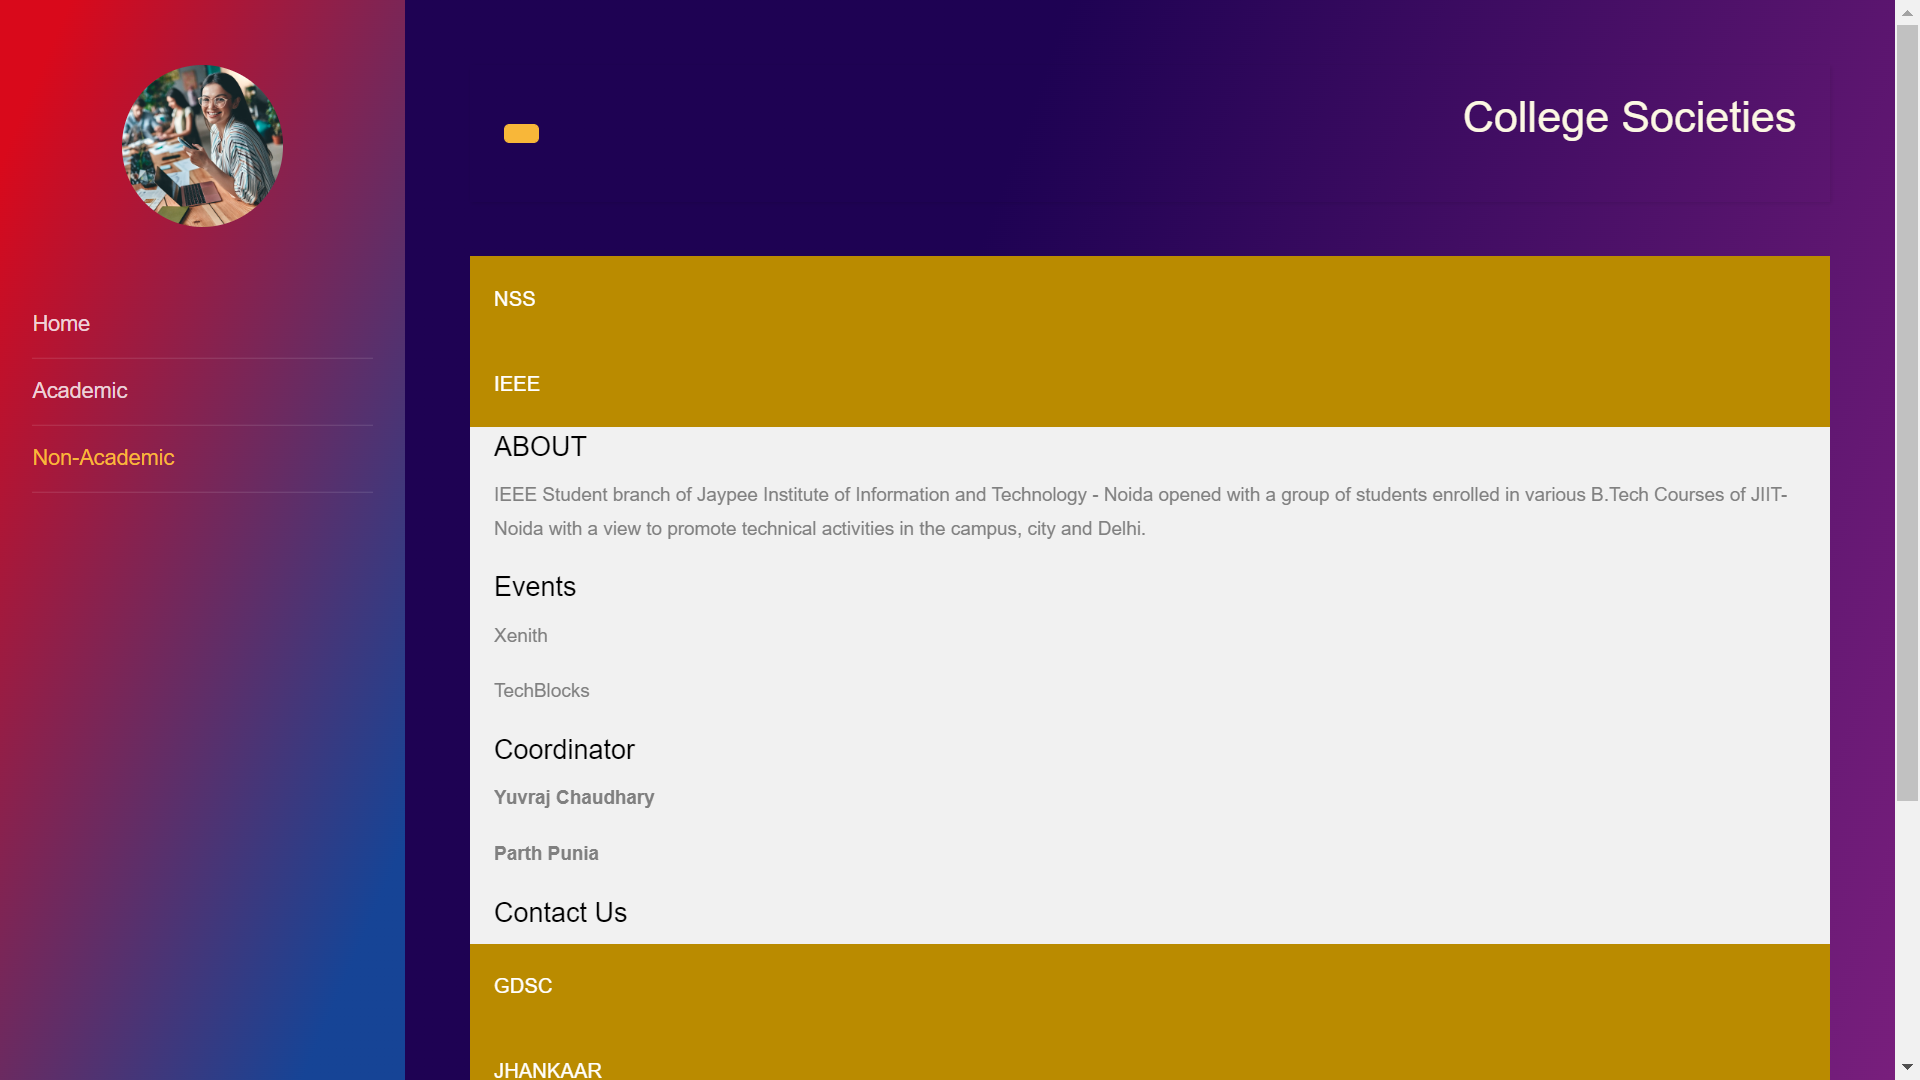 Home
Academic
Non-Academic
College Societies
NSS
IEEE
ABOUT
IEEE Student branch of Jaypee Institute of Information and Technology - Noida opened with a group of students enrolled in various B.Tech Courses of JIIT-
Noida with a view to promote technical activities in the campus, city and Delhi.
Events
Xenith
TechBlocks
Coordinator
Yuvraj Chaudhary
Parth Punia
Contact Us
GDSC
JHANKAAR